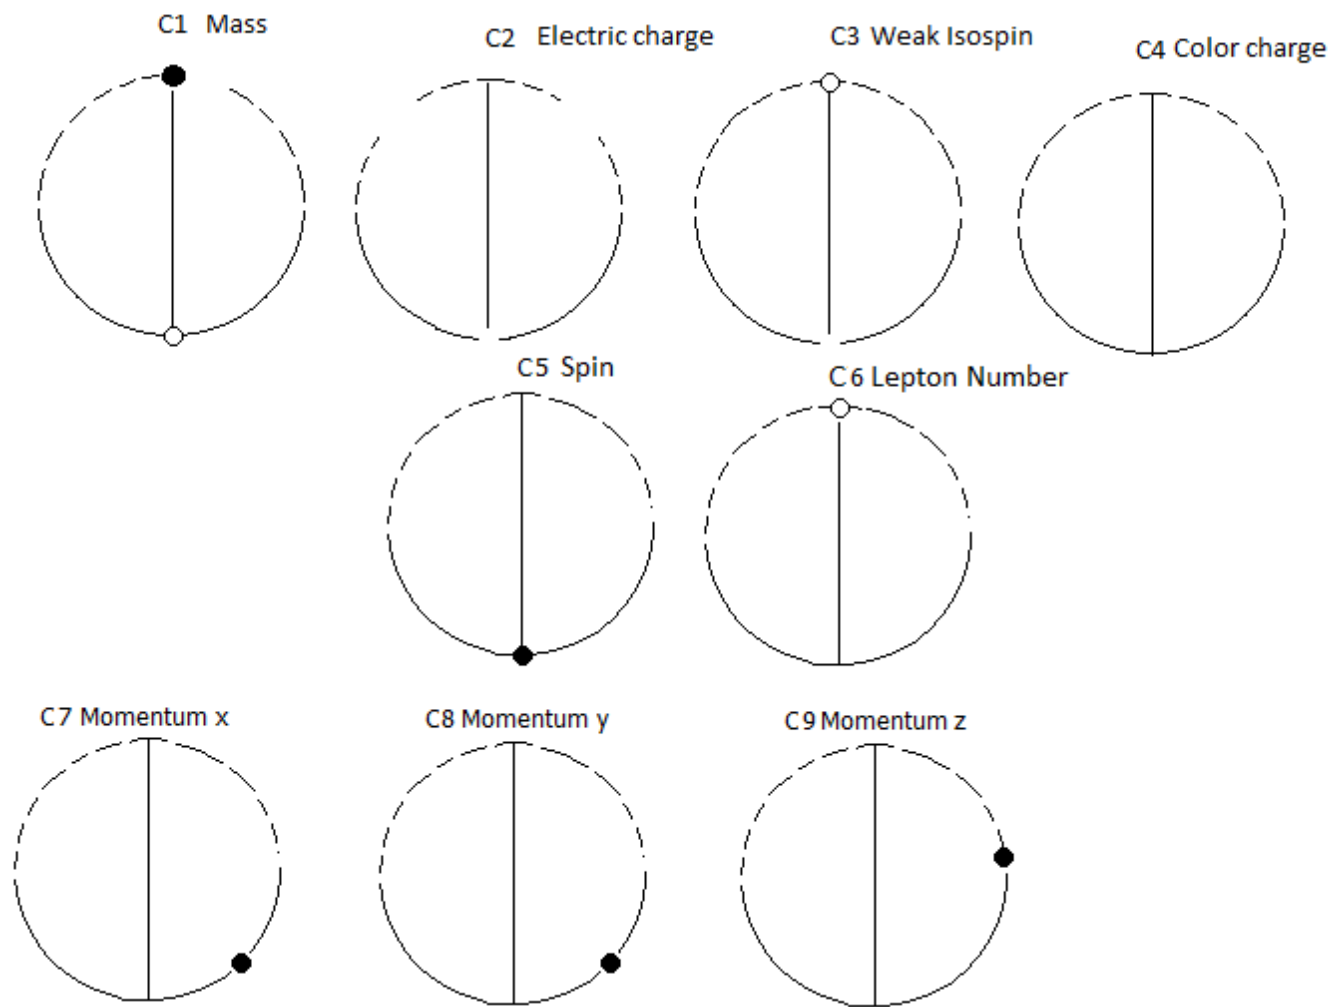 C1 Mass
C2 Electric charge
C3 Weak Isospin
C4 Color charge
C5 Spin
C6 Lepton Number
C7 Momentum x
C8 Momentum y
C9 Momentum z